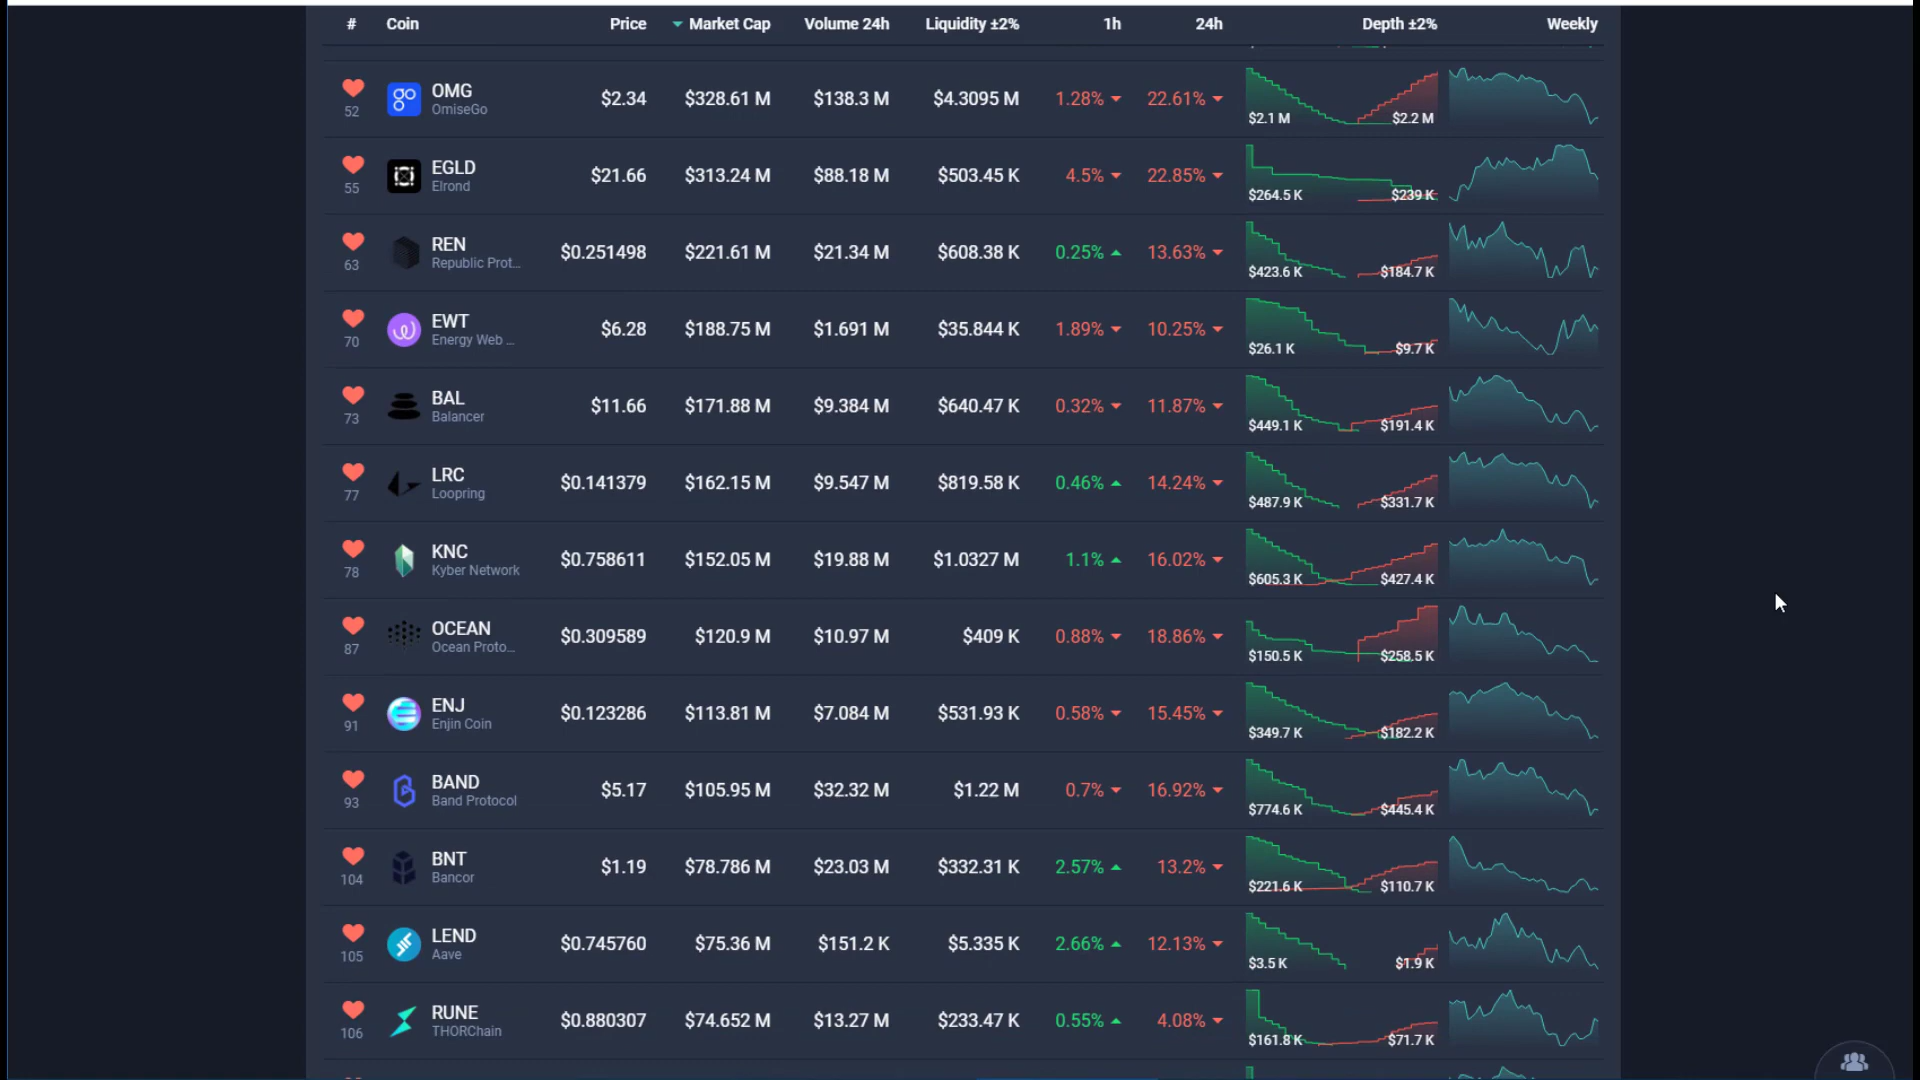 # Coin Price Market Cap Volume 24h Liquidity ±2% 1h 24h Depth ±2% Weekly
52 OMG OmiseGo $2.34 $328.61 M $138.3 M $4.3095 M 1.28% 22.61% $2.1 M $2.2 M
55 EGLD Elrond $21.66 $313.24 M $88.18 M $503.45 K 4.5% 22.85% $264.5 K $239 K
63 REN Republic Prot... $0.251498 $221.61 M $21.34 M $608.38 K 0.25% 13.63% $423.6 K $184.7 K
70 EWT Energy Web ... $6.28 $188.75 M $1.691 M $35.844 K 1.89% 10.25% $26.1 K $9.7 K
73 BAL Balancer $11.66 $171.88 M $9.384 M $640.47 K 0.32% 11.87% $449.1 K $191.4 K
77 LRC Loopring $0.141379 $162.15 M $9.547 M $819.58 K 0.46% 14.24% $487.9 K $331.7 K
78 KNC Kyber Network $0.758611 $152.05 M $19.88 M $1.0327 M 1.1% 16.02% $605.3 K $427.4 K
87 OCEAN Ocean Proto... $0.309589 $120.9 M $10.97 M $409 K 0.88% 18.86% $150.5 K $258.5 K
91 ENJ Enjin Coin $0.123286 $113.81 M $7.084 M $531.93 K 0.58% 15.45% $349.7 K $182.2 K
93 BAND Band Protocol $5.17 $105.95 M $32.32 M $1.22 M 0.7% 16.92% $774.6 K $445.4 K
104 BNT Bancor $1.19 $78.786 M $23.03 M $332.31 K 2.57% 13.2% $221.6 K $110.7 K
105 LEND Aave $0.745760 $75.36 M $151.2 K $5.335 K 2.66% 12.13% $3.5 K $1.9 K
106 RUNE THORChain $0.880307 $74.652 M $13.27 M $233.47 K 0.55% 4.08% $161.8 K $71.7 K